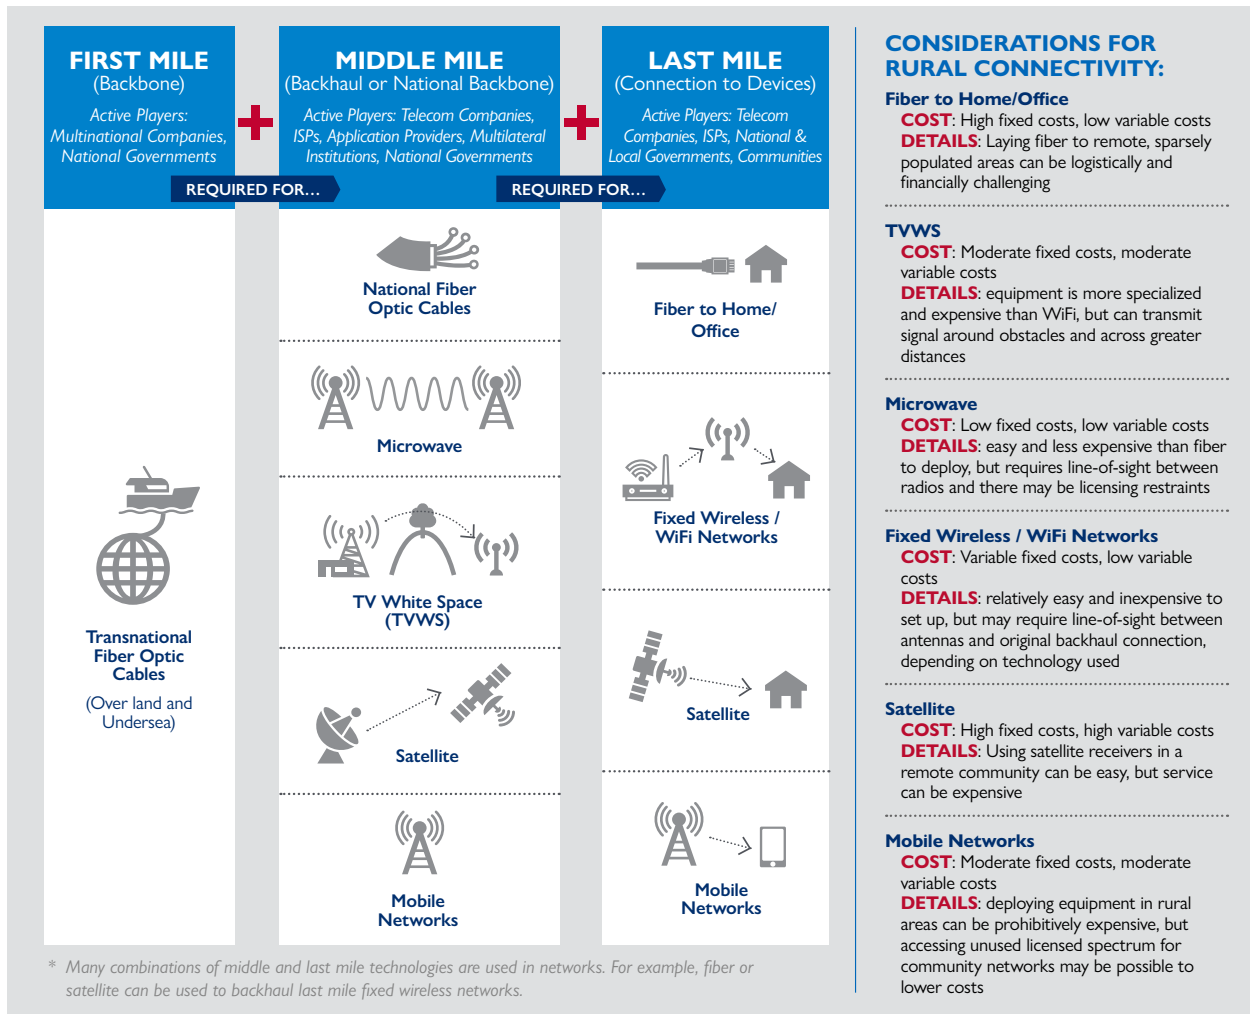 FIRST MILE
(Backbone)
Active Players:
Multinational Companies,
National Governments
MIDDLE MILE
(Backhaul or National Backbone)
Active Players: Telecom Companies,
ISPs, Application Providers, Multilateral
Institutions, National Governments
LAST MILE
(Connection to Devices)
Active Players: Telecom
Companies, ISPs, National &
Local Governments, Communities
REQUIRED FOR...
REQUIRED FOR...
Transnational
Fiber Optic
Cables
(Over land and
Undersea)
National Fiber
Optic Cables
Microwave
TV White Space
(TVWS)
Satellite
Mobile
Networks
Fiber to Home/
Office
Fixed Wireless /
WiFi Networks
Satellite
Mobile
Networks
* Many combinations of middle and last mile technologies are used in networks. For example, fiber or
satellite can be used to backhaul last mile fixed wireless networks.
CONSIDERATIONS FOR
RURAL CONNECTIVITY:
Fiber to Home/Office
COST: High fixed costs, low variable costs
DETAILS: Laying fiber to remote, sparsely
populated areas can be logistically and
financially challenging
TVWS
COST: Moderate fixed costs, moderate
variable costs
DETAILS: equipment is more specialized
and expensive than WiFi, but can transmit
signal around obstacles and across greater
distances
Microwave
COST: Low fixed costs, low variable costs
DETAILS: easy and less expensive than fiber
to deploy, but requires line-of-sight between
radios and there may be licensing restraints
Fixed Wireless / WiFi Networks
COST: Variable fixed costs, low variable
costs
DETAILS: relatively easy and inexpensive to
set up, but may require line-of-sight between
antennas and original backhaul connection,
depending on technology used
Satellite
COST: High fixed costs, high variable costs
DETAILS: Using satellite receivers in a
remote community can be easy, but service
can be expensive
Mobile Networks
COST: Moderate fixed costs, moderate
variable costs
DETAILS: deploying equipment in rural
areas can be prohibitively expensive, but
accessing unused licensed spectrum for
community networks may be possible to
lower costs